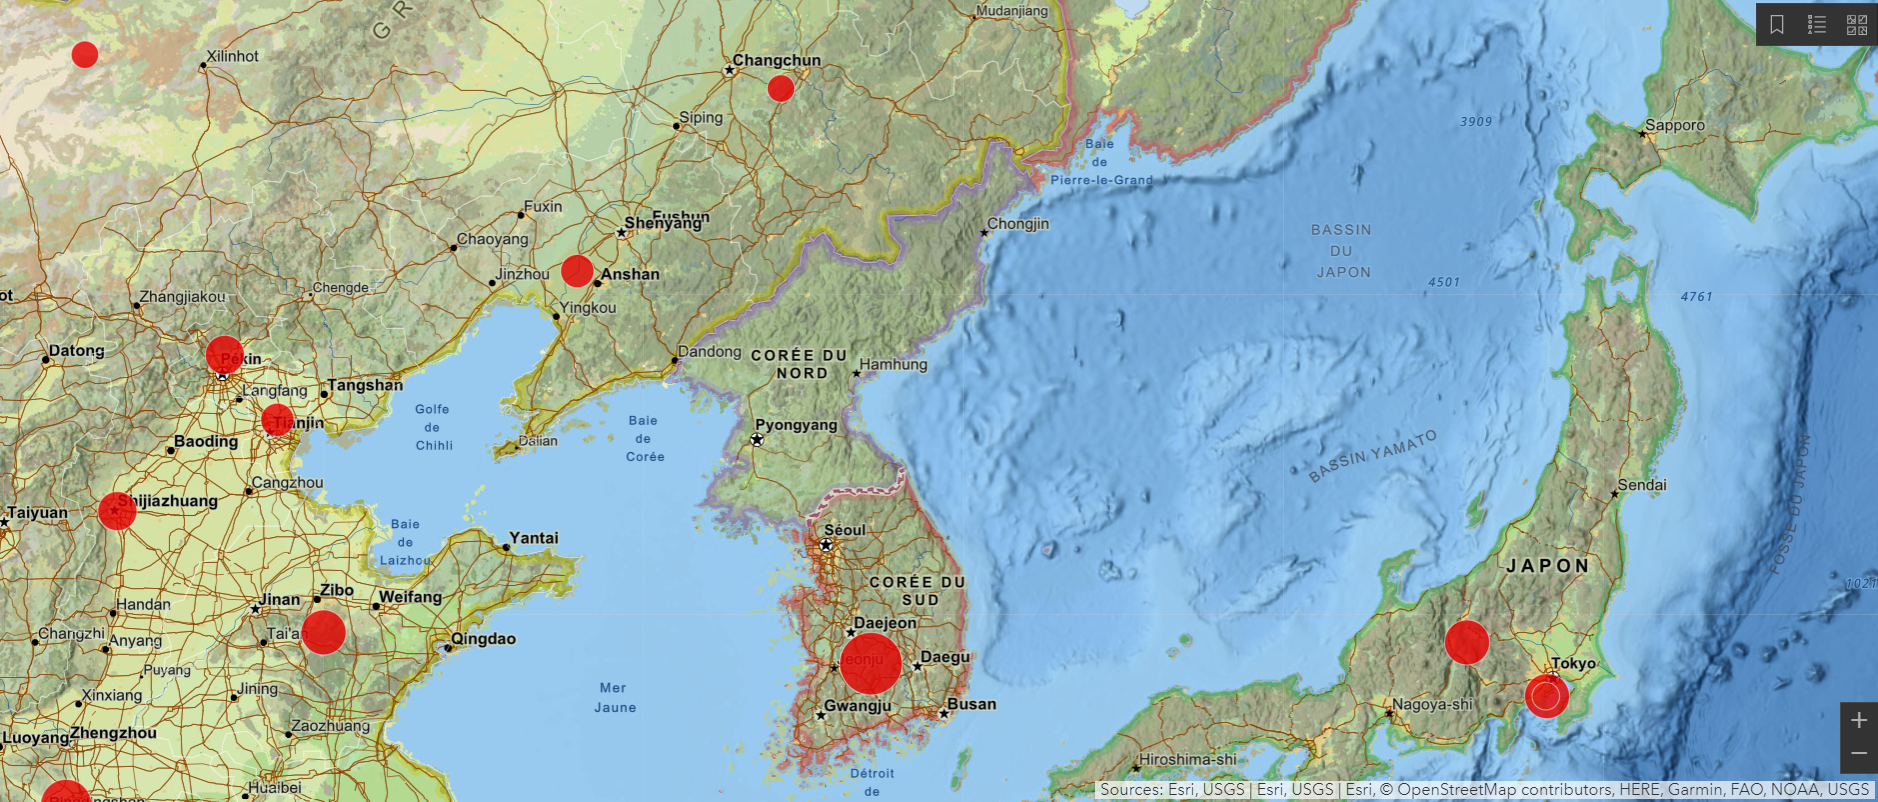 G R
Mudanjiang
Xilinhot
Changchun
Siping
3909
Sapporo
Baie
de
Pierre-le-Grand
Fuxin
Fushun
Shenyang
Chongjin
Chaoyang
BASSIN
DU
JAPON
Jinzhou
Anshan
4501
Chengde
Zhangjiakou
4761
ot
Yingkou
Datong
Pékin
Dandong
CORÉE DU
NORD
Hamhung
Langfang
Tangshan
Golfe
de
Chihli
Baie
de
Corée
Tianjin
Pyongyang
Baoding
Dalian
BASSIN YAMATO
Cangzhou
Sendai
FOSSE DU JAPON
Shijiazhuang
Taiyuan
Baie
de
Laizhou
Yantai
Séoul
JAPON
1021
CORÉE DU
SUD
Zibo
Jinan
Weifang
Handan
Daejeon
Changzhi
Anyang
Tai'an
Qingdao
Jeonju
Daegu
Tokyo
Puyang
Xinxiang
Jining
Mer
Jaune
Gwangju
Busan
Nagoya-shi
Zaozhuang
Luoyang
Zhengzhou
Hiroshima-shi
Détroit
de
Huaibei
Sources: Esri, USGS | Esri, USGS | Esri, © OpenStreetMap contributors, HERE, Garmin, FAO, NOAA, USGS